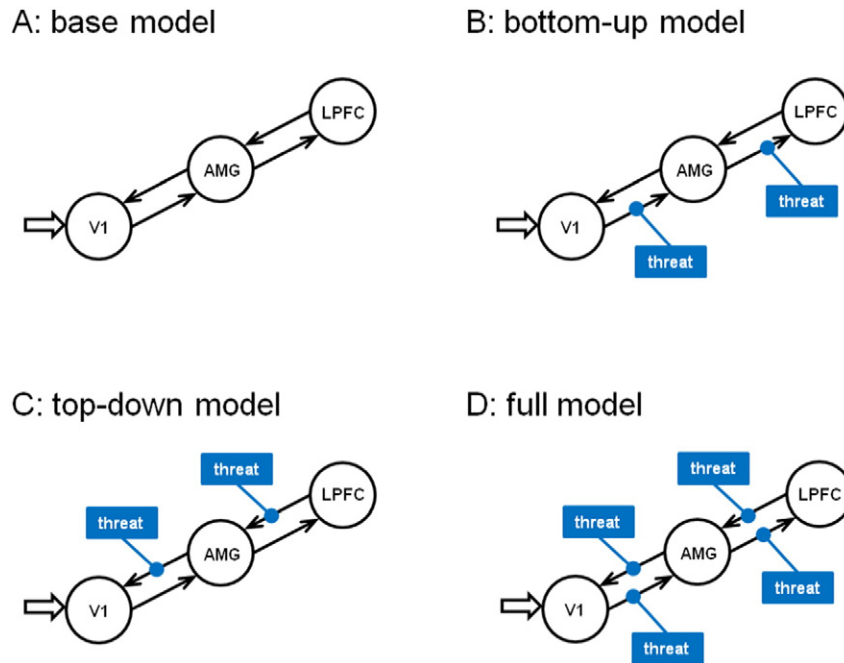 A: base model
LPFC
AMG
V1
B: bottom-up model
LPFC
AMG
threat
V1
threat
C: top-down model
threat
LPFC
threat
AMG
V1
D: full model
threat
LPFC
threat
AMG
threat
V1
threat